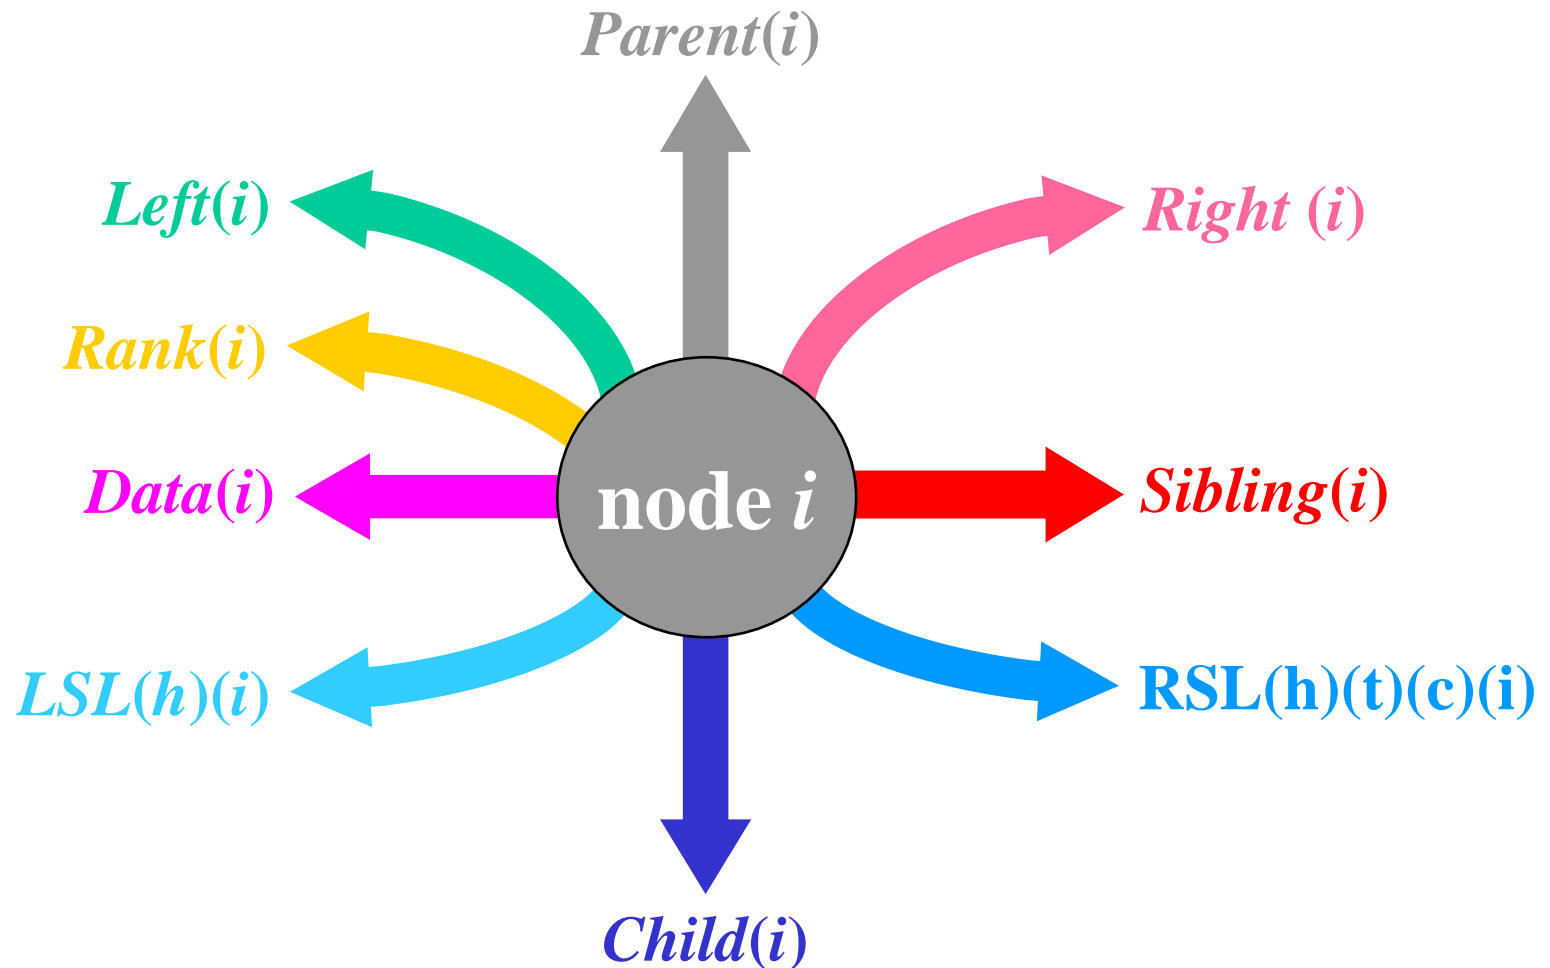 Parent(i)
Left(i)
Right (i)
Rank(i)
Data(i)
node i
Sibling(i)
LSL(h)(i)
RSL(h)(t)(c)(i)
Child(i)